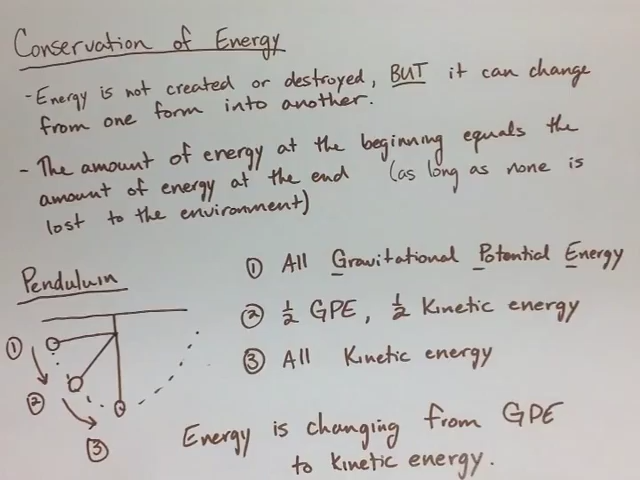 Conservation of Energy
- Energy is not created or destroyed, BUT it can change
from one form into another.
- The amount of energy at the beginning equals the
amount of energy at the end (as long as none is
lost to the environment)
Pendulum
① All Gravitational Potential Energy
② ½ GPE, ½ Kinetic energy
③ All Kinetic energy
①
②
③
Energy is changing from GPE
to kinetic energy.